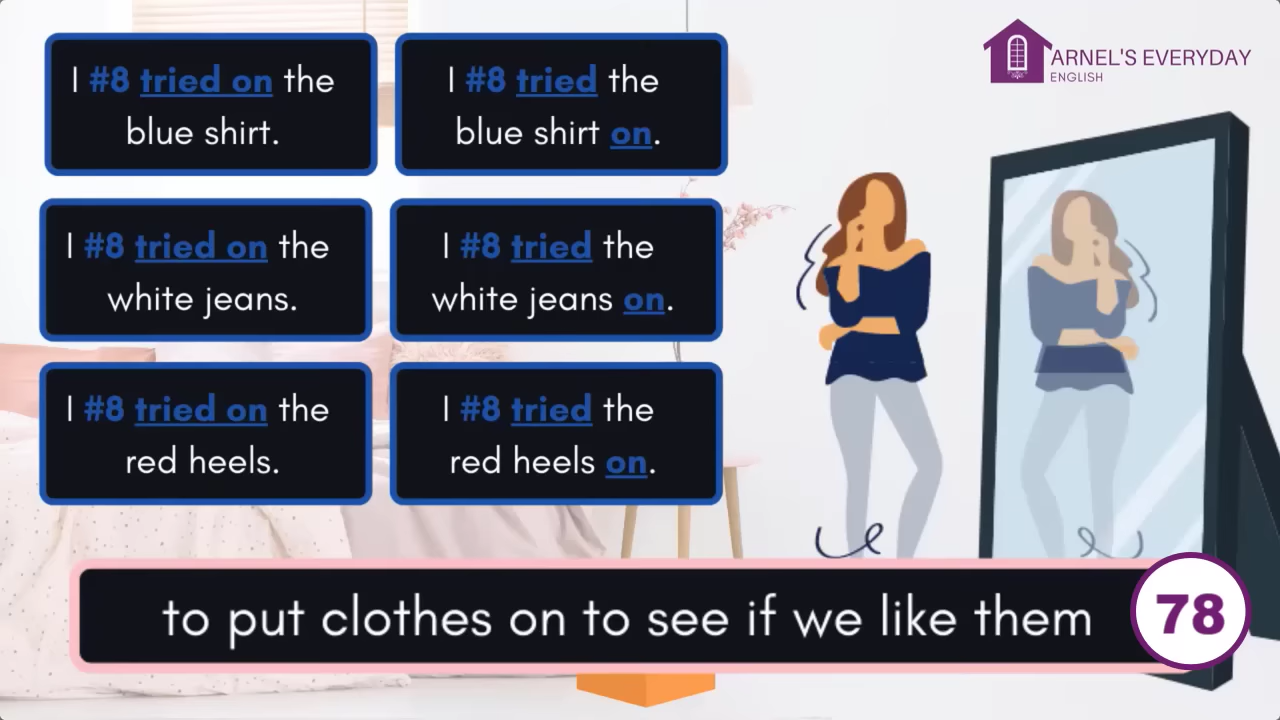 I #8 tried on the
blue shirt.
I #8 tried the
blue shirt on.
I #8 tried on the
white jeans.
I #8 tried the
white jeans on.
I #8 tried on the
red heels.
I #8 tried the
red heels on.
to put clothes on to see if we like them
78
ARNEL'S EVERYDAY
ENGLISH